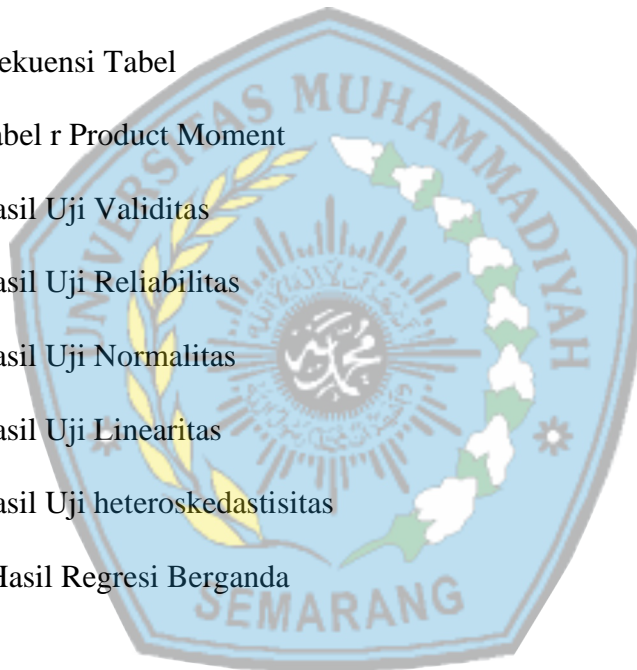 ekuensi Tabel
abel r Product Moment
asil Uji Validitas
asil Uji Reliabilitas
asil Uji Normalitas
asil Uji Linearitas
asil Uji heteroskedastisitas
Hasil Regresi Berganda
UNIVERSITAS MUHAMMADIYAH
SEMARANG